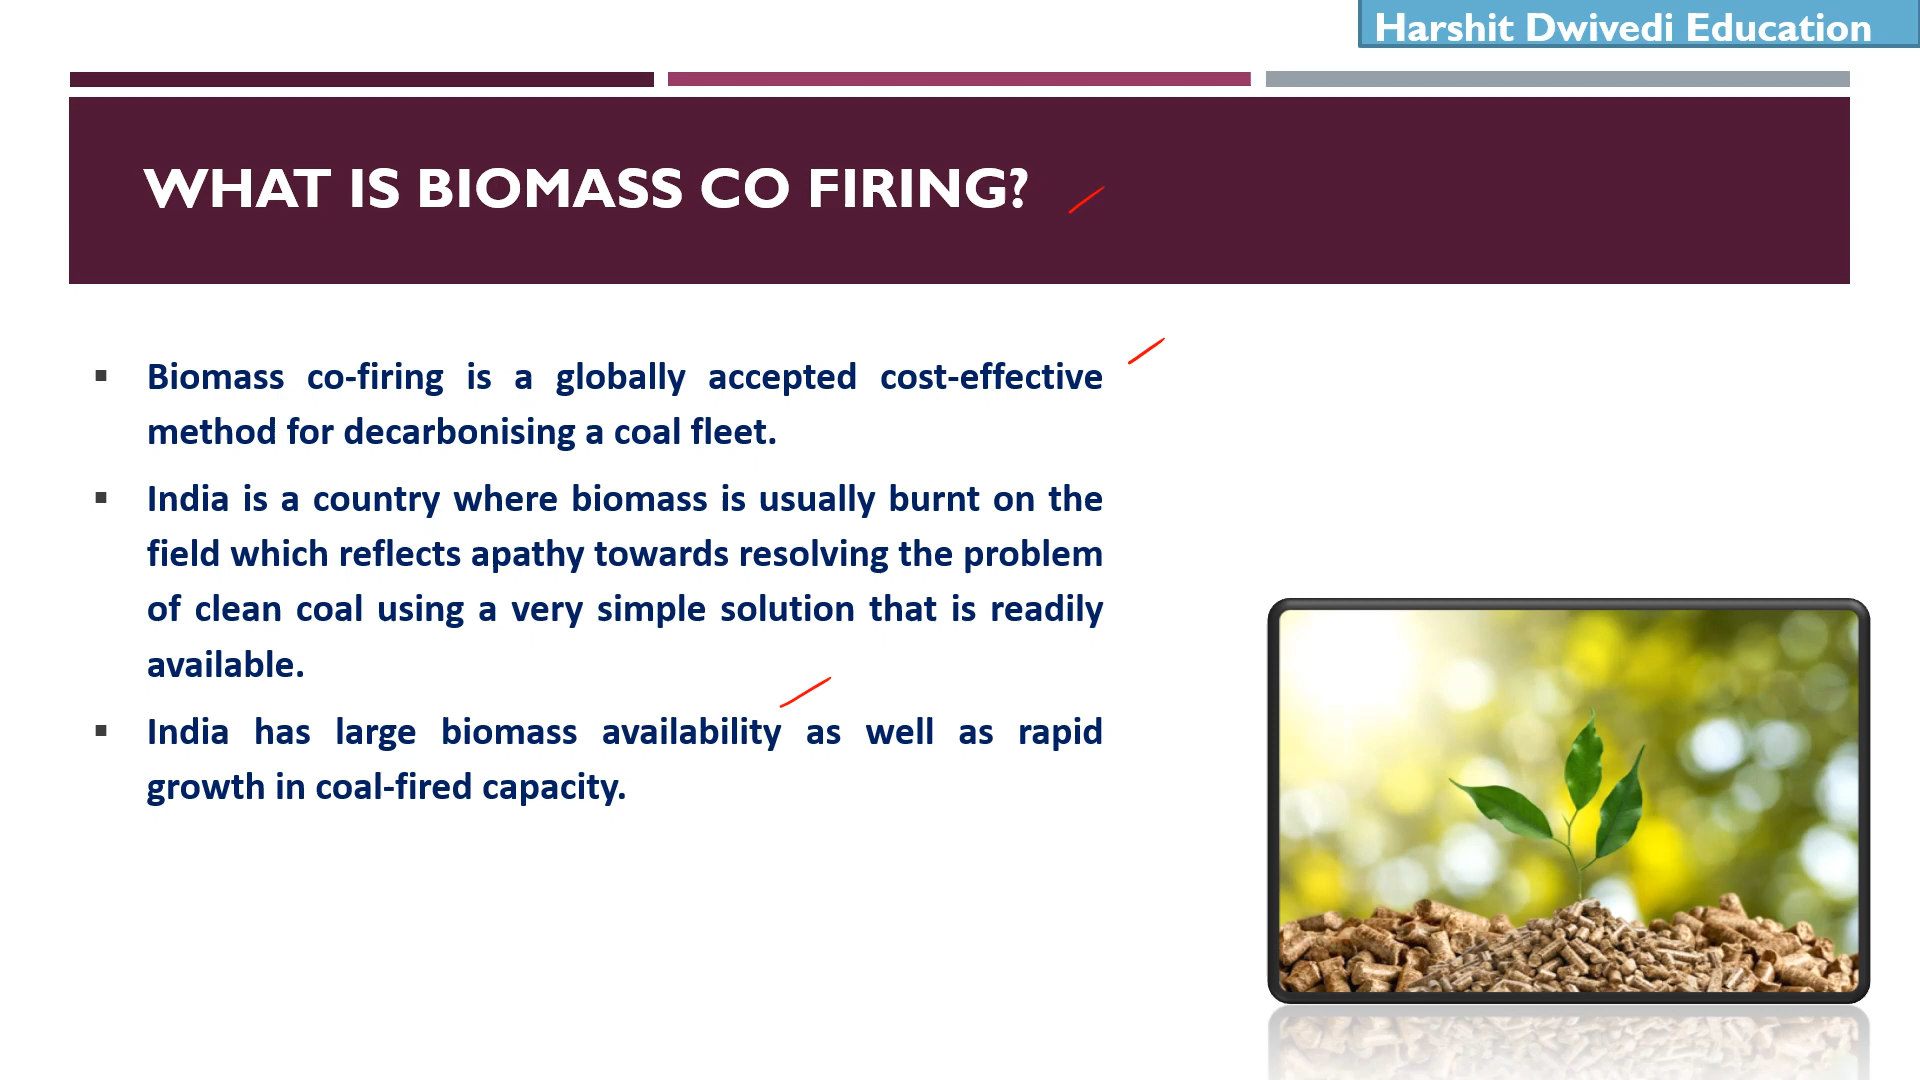 Harshit Dwivedi Education
WHAT IS BIOMASS CO FIRING?
Biomass co-firing is a globally accepted cost-effective
method for decarbonising a coal fleet.
India is a country where biomass is usually burnt on the
field which reflects apathy towards resolving the problem
of clean coal using a very simple solution that is readily
available.
India has large biomass availability as well as rapid
growth in coal-fired capacity.